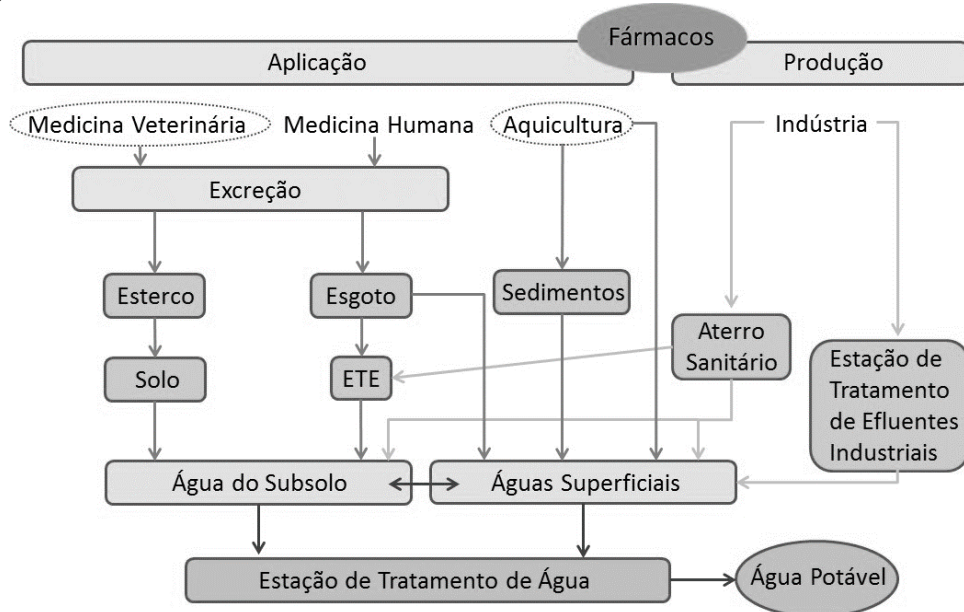 Fármacos
Aplicação
Produção
Medicina Veterinária
Medicina Humana
Aquicultura
Indústria
Excreção
Esterco
Esgoto
Sedimentos
Aterro
Sanitário
Solo
ETE
Estação de
Tratamento
de Efluentes
Industriais
Água do Subsolo
Águas Superficiais
Estação de Tratamento de Água
Água Potável